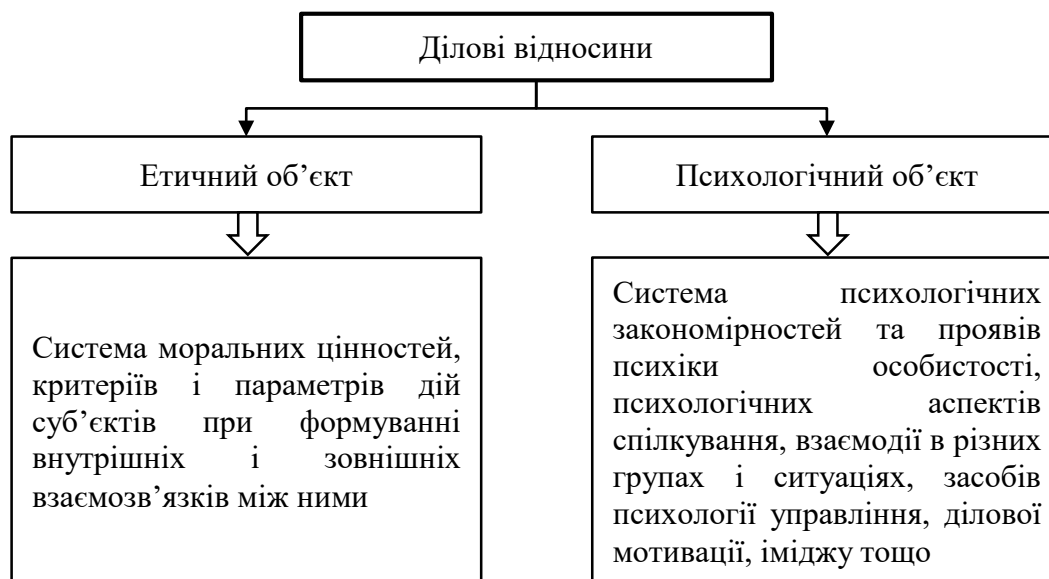 Ділові відносини
Етичний об’єкт
Психологічний об’єкт
Система моральних цінностей,
критеріїв і параметрів дій
суб’єктів при формуванні
внутрішніх і зовнішніх
взаємозв’язків між ними
Система психологічних
закономірностей та проявів
психіки особистості,
психологічних аспектів
спілкування, взаємодії в різних
групах і ситуаціях, засобів
психології управління, ділової
мотивації, іміджу тощо